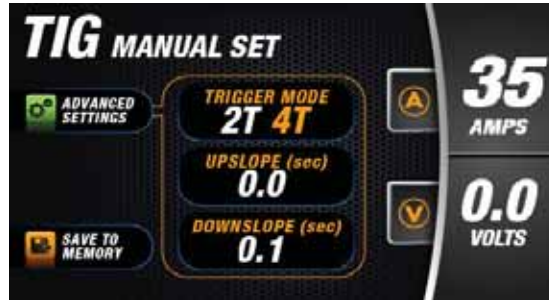 TIG MANUAL SET
ADVANCED
SETTINGS
TRIGGER MODE
2T 4T
UPSLOPE (sec)
0.0
DOWNSLOPE (sec)
0.1
SAVE TO
MEMORY
A
V
35
AMPS
0.0
VOLTS